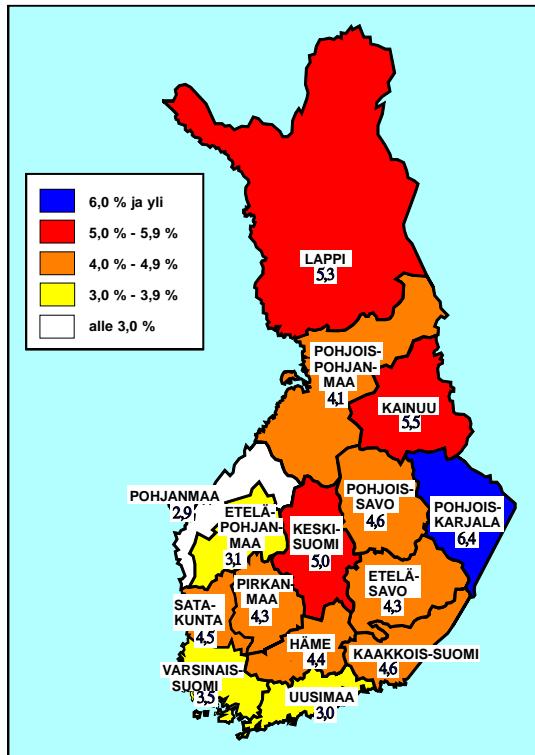 6,0 % ja yli
5,0 % - 5,9 %
4,0 % - 4,9 %
3,0 % - 3,9 %
alle 3,0 %
LAPPI
5,3
POHJOIS-
POHJAN-
MAA
4,1
KAINUU
5,5
POHJANMAA
2,9
ETELÄ-
POHJAN-
MAA
3,1
KESKI-
SUOMI
5,0
POHJOIS-
SAVO
4,6
POHJOIS-
KARJALA
6,4
PIRKAN-
MAA
4,3
ETELÄ-
SAVO
4,3
SATA-
KUNTA
4,5
HÄME
4,4
KAAKKOIS-SUOMI
4,6
VARSINAIS-
SUOMI
3,5
UUSIMAA
3,0